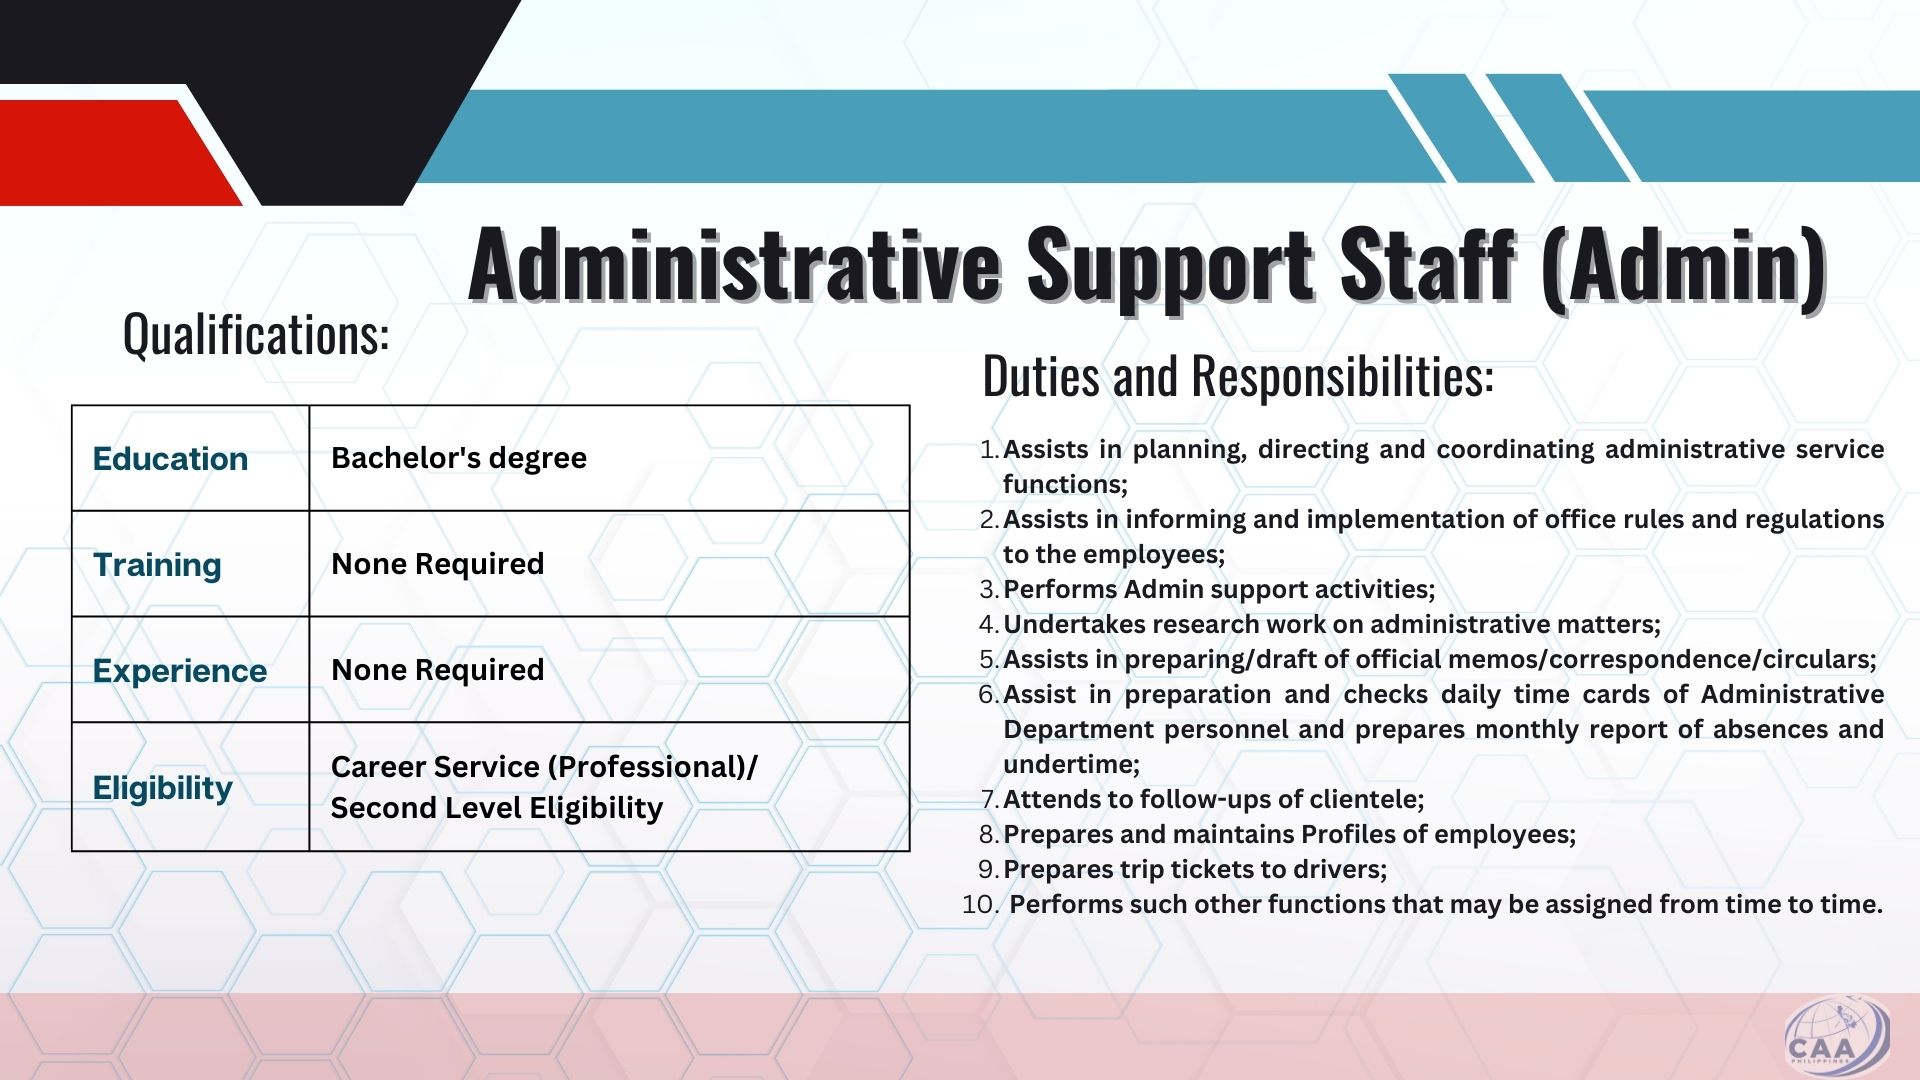 Administrative Support Staff (Admin)
Qualifications:
Education
Bachelor's degree
Training
None Required
Experience
None Required
Eligibility
Career Service (Professional)/
Second Level Eligibility
Duties and Responsibilities:
1. Assists in planning, directing and coordinating administrative service
functions;
2. Assists in informing and implementation of office rules and regulations
to the employees;
3. Performs Admin support activities;
4. Undertakes research work on administrative matters;
5. Assists in preparing/draft of official memos/correspondence/circulars;
6. Assist in preparation and checks daily time cards of Administrative
Department personnel and prepares monthly report of absences and
undertime;
7. Attends to follow-ups of clientele;
8. Prepares and maintains Profiles of employees;
9. Prepares trip tickets to drivers;
10. Performs such other functions that may be assigned from time to time.
CAA
PHILIPPINES